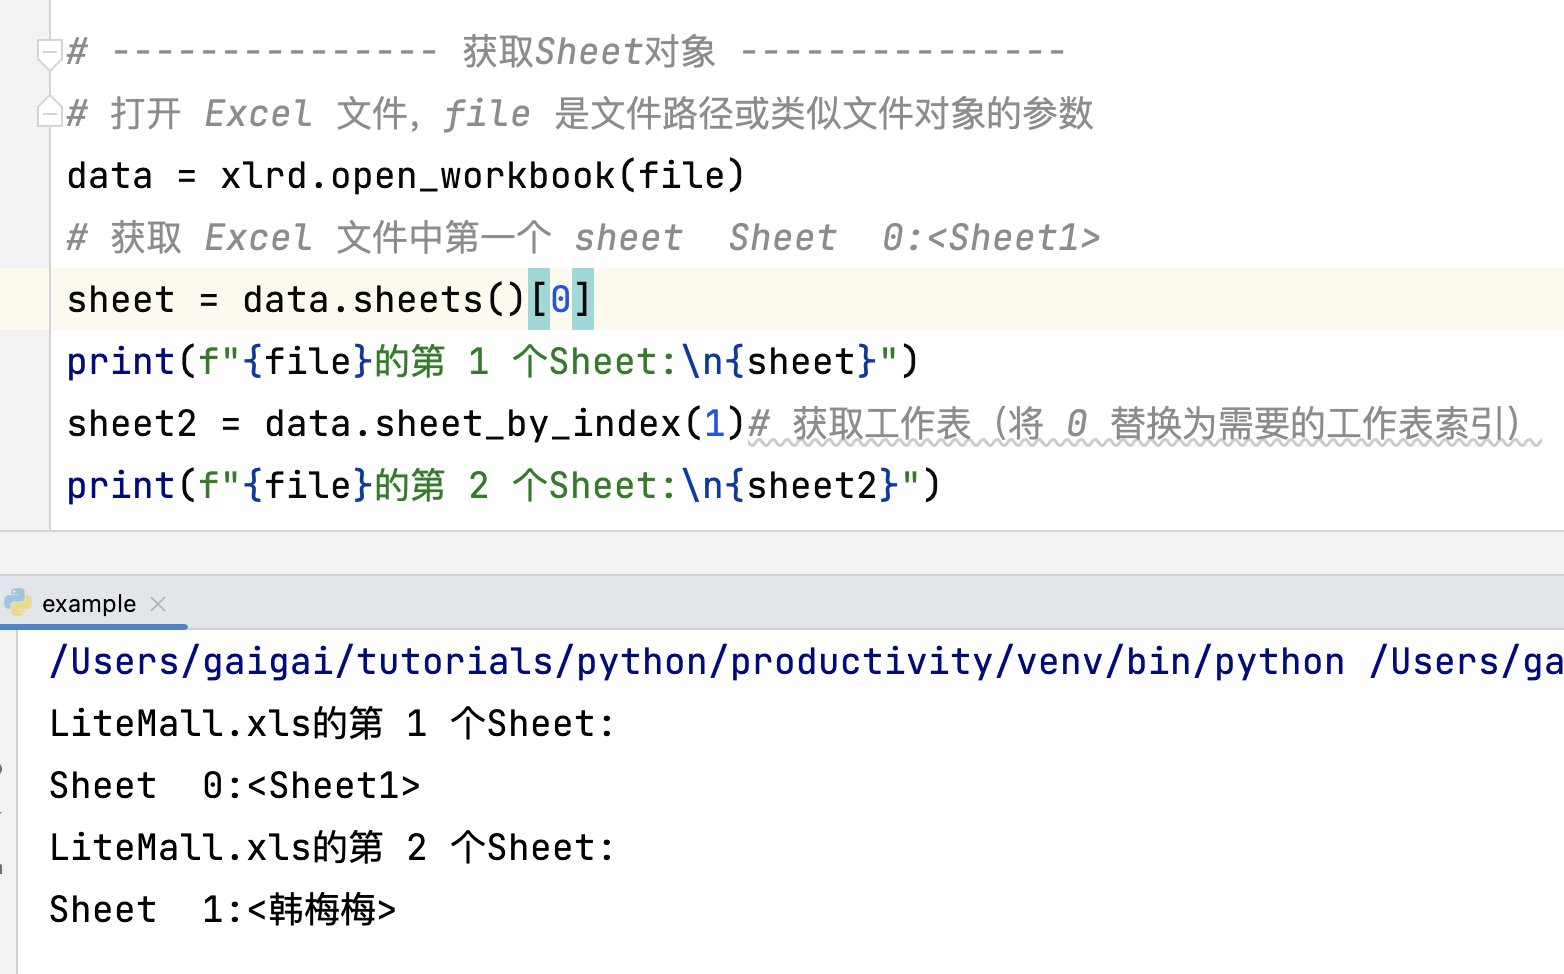 # --------------- 获取Sheet对象 ---------------
# 打开 Excel 文件，file 是文件路径或类似文件对象的参数
data = xlrd.open_workbook(file)
# 获取 Excel 文件中第一个 sheet  Sheet  0:<Sheet1>
sheet = data.sheets()[0]
print(f"{file}的第 1 个Sheet:\n{sheet}")
sheet2 = data.sheet_by_index(1)# 获取工作表（将 0 替换为需要的工作表索引）
print(f"{file}的第 2 个Sheet:\n{sheet2}")
example
/Users/gaigai/tutorials/python/productivity/venv/bin/python /Users/ga
LiteMall.xls的第 1 个Sheet:
Sheet  0:<Sheet1>
LiteMall.xls的第 2 个Sheet:
Sheet  1:<韩梅梅>